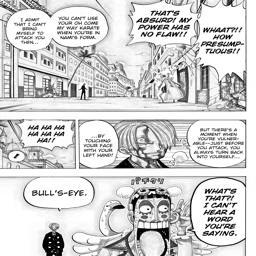 WHAAT?!!
HOW
PRESUMP-
TUOUS!!
THAT'S
ABSURD! MY
POWER HAS
NO FLAW!!
YOU CAN'T USE
YOUR OH COME
MY WAY KARATE
WHEN YOU'RE IN
NAMI'S FORM.
I ADMIT
THAT I CAN'T
BRING
MYSELF TO
ATTACK YOU
THEN...
BUT THERE'S A
MOMENT WHEN
YOU'RE VULNER-
ABLE--JUST BEFORE
YOU ATTACK, YOU
ALWAYS TURN BACK
INTO YOURSELF...
...BY
TOUCHING
YOUR FACE
WITH YOUR
LEFT HAND!
HA HA HA
HA HA HA
HA!!
WHAT'S
THAT?!
I CAN'T
HEAR A
WORD
YOU'RE
SAYING.
BULL'S-EYE.